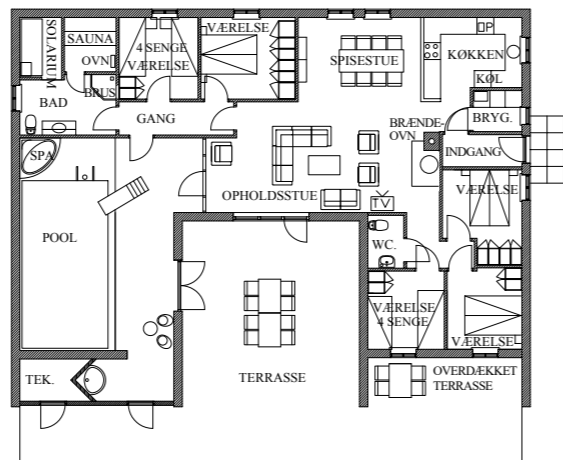 SOLARIUM
SAUNA
OVN
BRUS
4 SENGE
VÆRELSE
VÆRELSE
SPISESTUE
KØKKEN
KØL
BAD
GANG
BRÆNDE-
OVN
BRYG.
INDGANG
SPA
OPHOLDSSTUE
TV
VÆRELSE
POOL
WC.
VÆRELSE
4 SENGE
VÆRELSE
TEK.
TERRASSE
OVERDÆKKET
TERRASSE